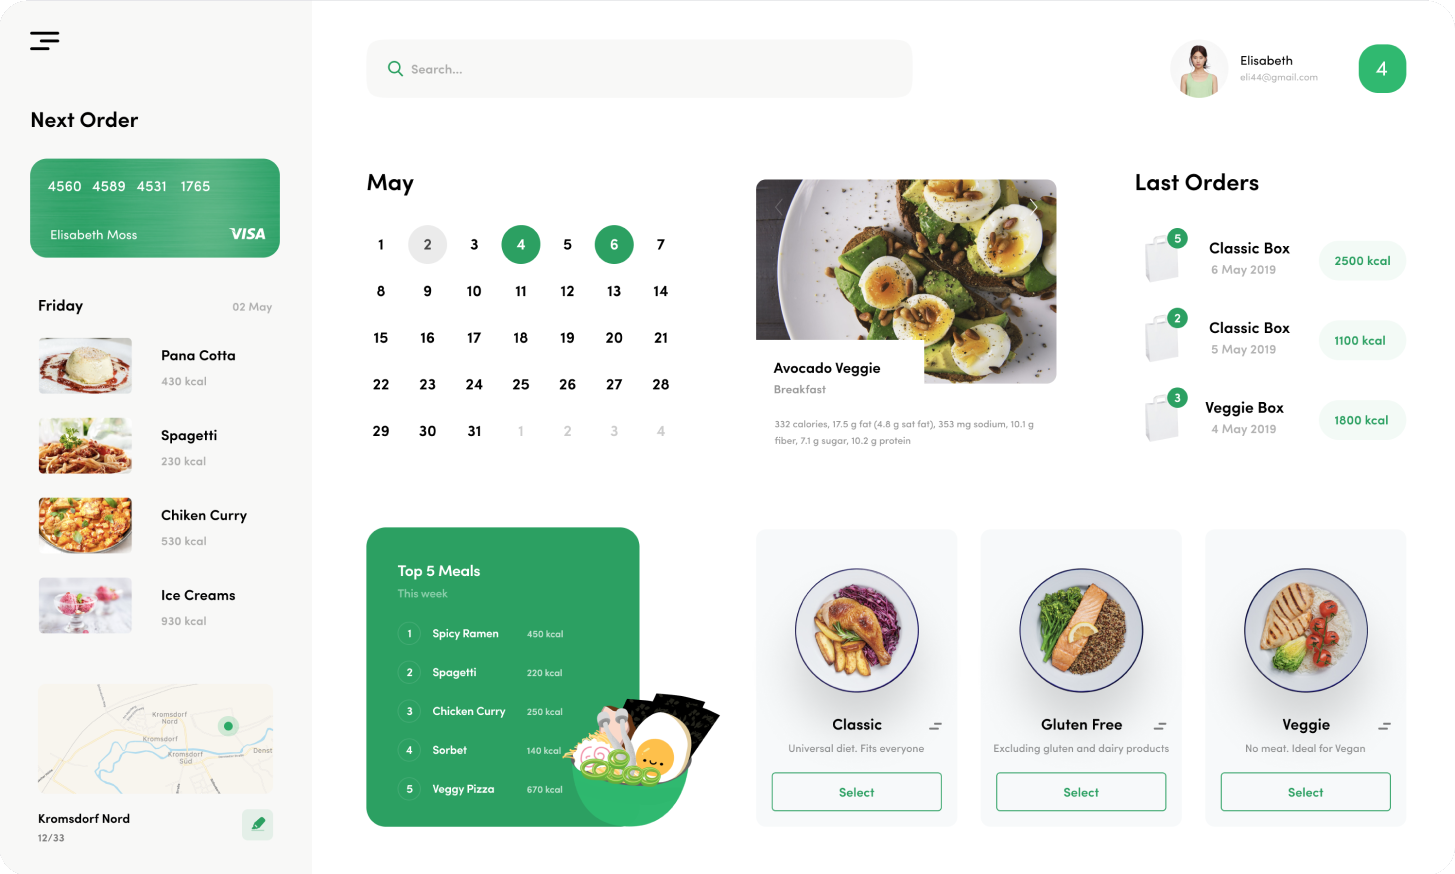 Next Order
4560 4589 4531 1765
Elisabeth Moss
VISA
Friday
02 May
Pana Cotta
430 kcal
Spagetti
230 kcal
Chiken Curry
530 kcal
Ice Creams
930 kcal
Kromsdorf
Nord
Kromsdorf
Kromsdorf
Süd
Denst
Kromsdorf Nord
12/33
Search...
Elisabeth
eli44@gmail.com
4
May
1 2 3 4 5 6 7
8 9 10 11 12 13 14
15 16 17 18 19 20 21
22 23 24 25 26 27 28
29 30 31 1 2 3 4
Avocado Veggie
Breakfast
332 calories, 17.5 g fat (4.8 g sat fat), 353 mg sodium, 10.1 g
fiber, 7.1 g sugar, 10.2 g protein
Last Orders
5
Classic Box
6 May 2019
2500 kcal
2
Classic Box
5 May 2019
1100 kcal
3
Veggie Box
4 May 2019
1800 kcal
Top 5 Meals
This week
1 Spicy Ramen 450 kcal
2 Spagetti 220 kcal
3 Chicken Curry 250 kcal
4 Sorbet 140 kcal
5 Veggy Pizza 670 kcal
Classic
Universal diet. Fits everyone
Select
Gluten Free
Excluding gluten and dairy products
Select
Veggie
No meat. Ideal for Vegan
Select